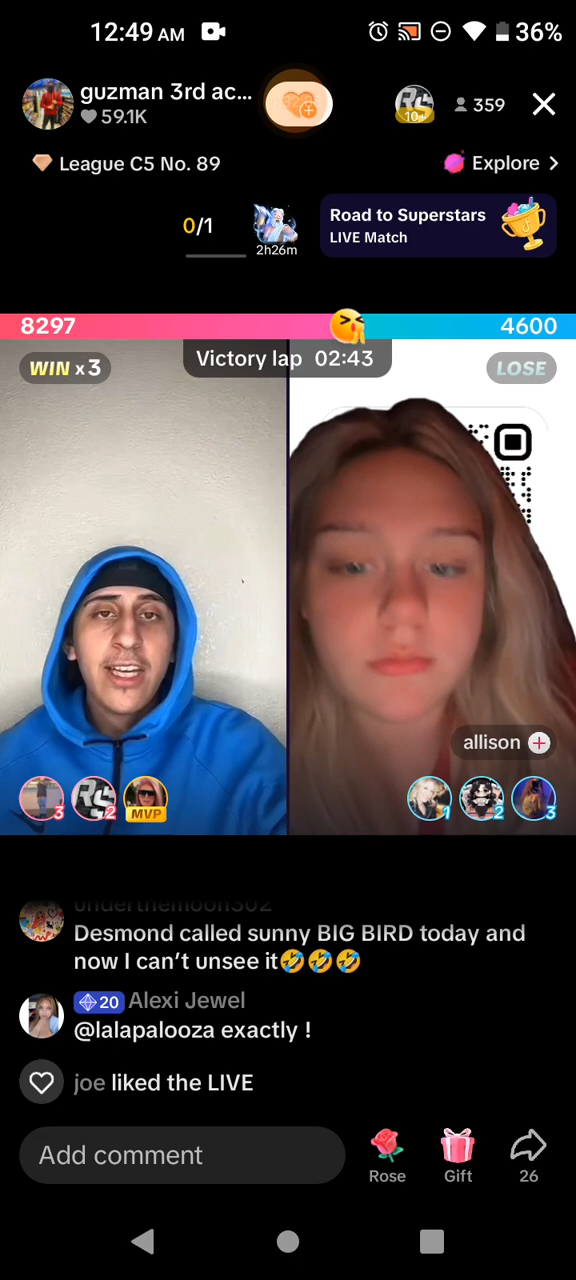 12:49 AM
36%
guzman 3rd ac...
59.1K
10+
359
League C5 No. 89
Explore >
0/1
2h26m
Road to Superstars
LIVE Match
8297
4600
WIN x3
Victory lap 02:43
LOSE
allison
3
2
MVP
1
2
3
underthemoon302
Desmond called sunny BIG BIRD today and
now I can't unsee it🤣🤣🤣
20 Alexi Jewel
@lalapalooza exactly !
joe liked the LIVE
Add comment
Rose
Gift
26